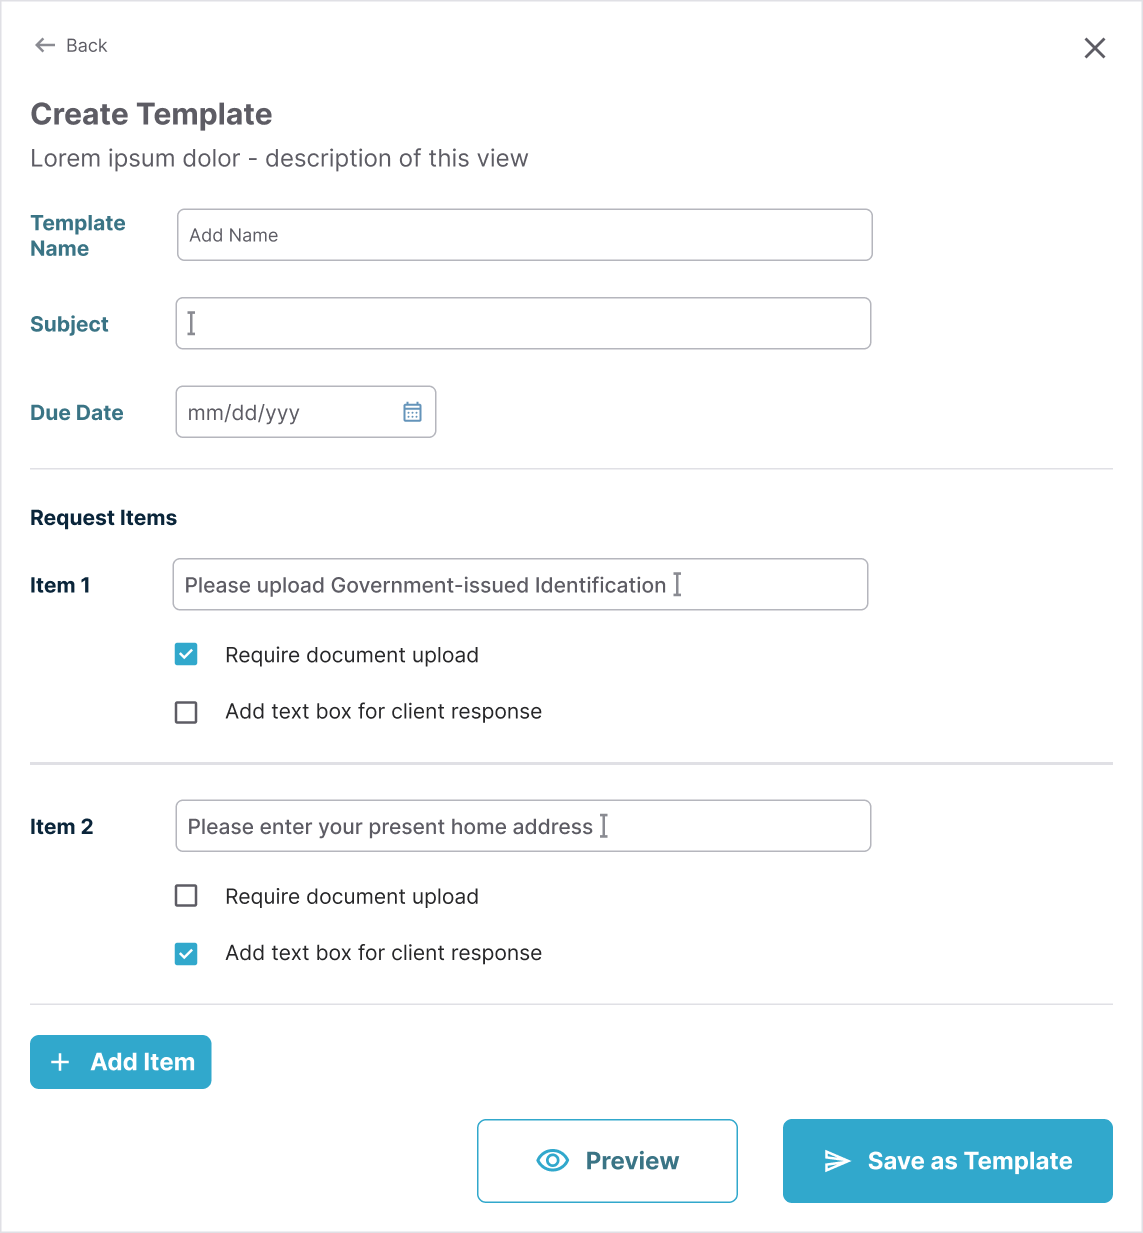 Back
Create Template
Lorem ipsum dolor - description of this view
Template
Name
Add Name
Subject
Due Date
mm/dd/yyy
Request Items
Item 1
Please upload Government-issued Identification
Require document upload
Add text box for client response
Item 2
Please enter your present home address
Require document upload
Add text box for client response
Add Item
Preview
Save as Template